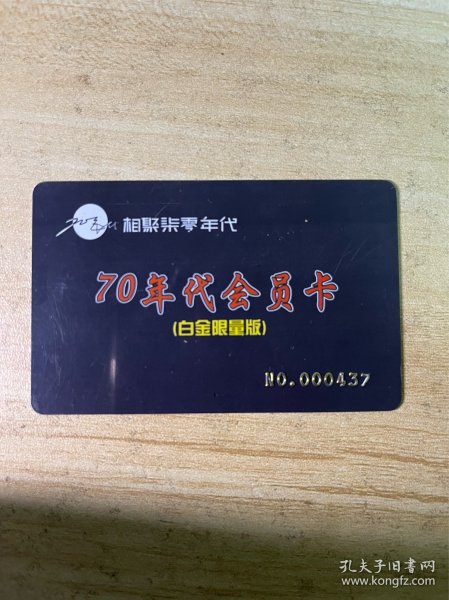 相聚柒零年代
70年代会员卡
(白金限量版)
NO.000437
孔夫子旧书网
www.kongfz.com